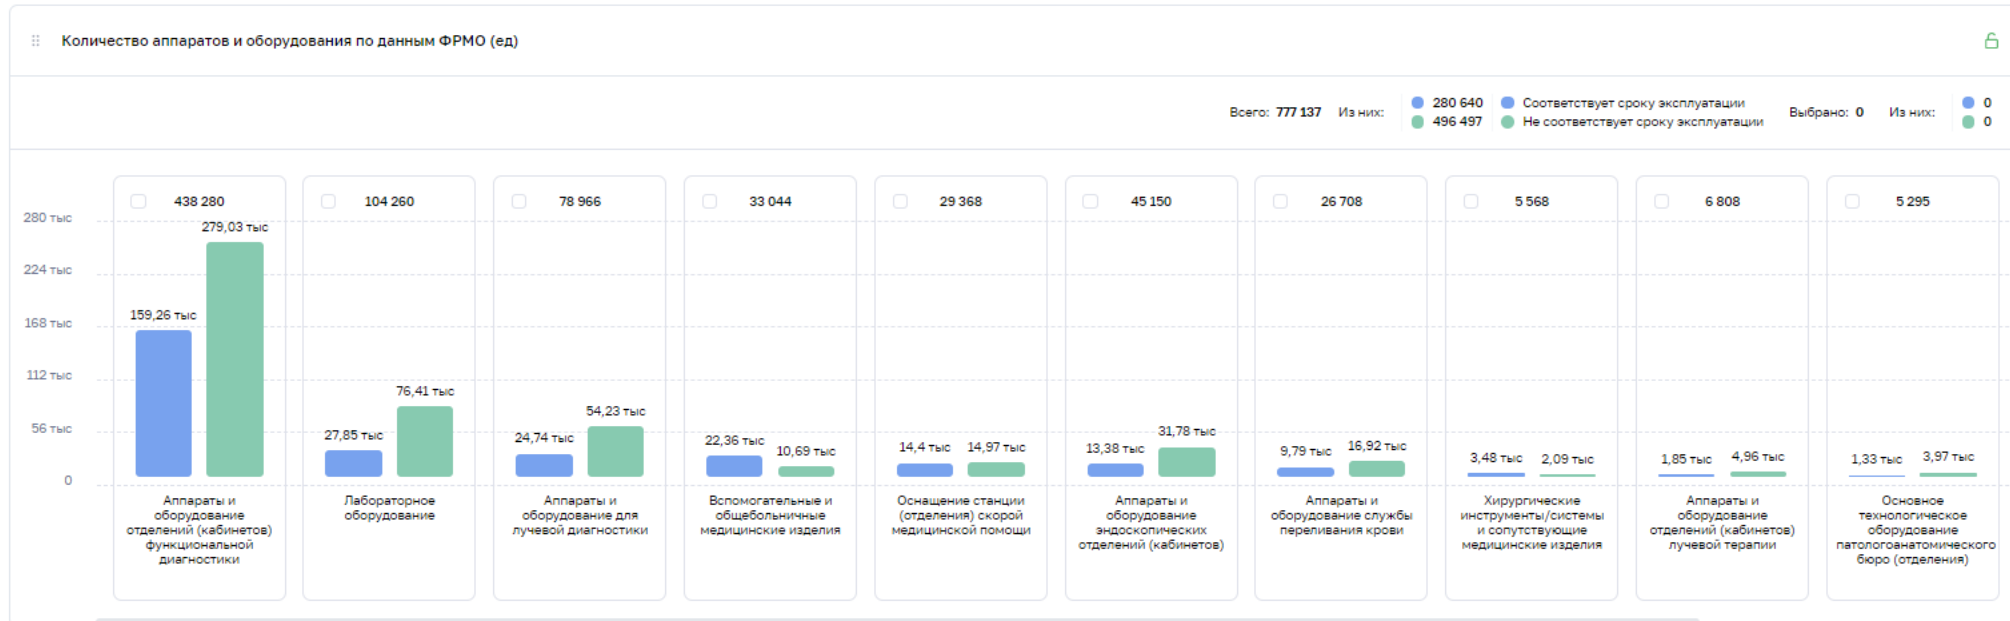 Количество аппаратов и оборудования по данным ФРМО (ед)
Всего: 777 137 Из них:
280 640 Соответствует сроку эксплуатации
496 497 Не соответствует сроку эксплуатации
Выбрано: 0 Из них:
0
0
280 тыс
224 тыс
168 тыс
112 тыс
56 тыс
0
438 280
159,26 тыс
279,03 тыс
Аппараты и
оборудование
отделений (кабинетов)
функциональной
диагностики
104 260
27,85 тыс
76,41 тыс
Лабораторное
оборудование
78 966
24,74 тыс
54,23 тыс
Аппараты и
оборудование для
лучевой диагностики
33 044
22,36 тыс
10,69 тыс
Вспомогательные и
общебольничные
медицинские изделия
29 368
14,4 тыс
14,97 тыс
Оснащение станции
(отделения) скорой
медицинской помощи
45 150
13,38 тыс
31,78 тыс
Аппараты и
оборудование
эндоскопических
отделений (кабинетов)
26 708
9,79 тыс
16,92 тыс
Аппараты и
оборудование службы
переливания крови
5 568
3,48 тыс
2,09 тыс
Хирургические
инструменты/системы
и сопутствующие
медицинские изделия
6 808
1,85 тыс
4,96 тыс
Аппараты и
оборудование
отделений (кабинетов)
лучевой терапии
5 295
1,33 тыс
3,97 тыс
Основное
технологическое
оборудование
патологоанатомического
бюро (отделения)